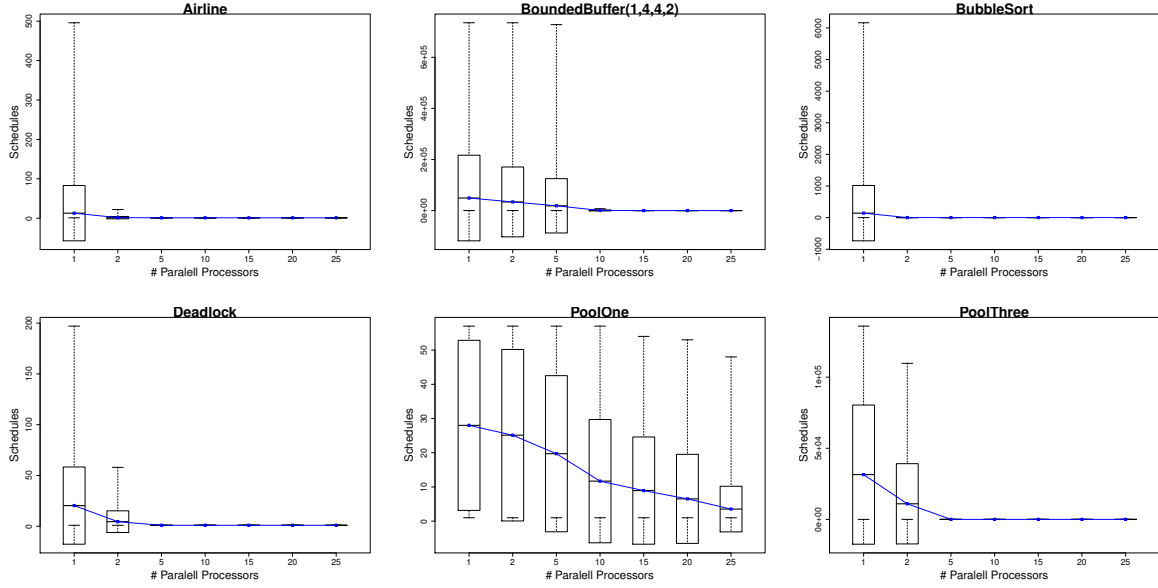 Airline
Schedules
500
400
300
200
100
0
1 2 5 10 15 20 25
# Paralell Processors
BoundedBuffer(1,4,4,2)
Schedules
6e+05
4e+05
2e+05
0e+00
1 2 5 10 15 20 25
# Paralell Processors
BubbleSort
Schedules
6000
5000
4000
3000
2000
1000
0
−1000
1 2 5 10 15 20 25
# Paralell Processors
Deadlock
Schedules
200
150
100
50
0
1 2 5 10 15 20 25
# Paralell Processors
PoolOne
Schedules
50
40
30
20
10
0
1 2 5 10 15 20 25
# Paralell Processors
PoolThree
Schedules
1e+05
5e+04
0e+00
1 2 5 10 15 20 25
# Paralell Processors